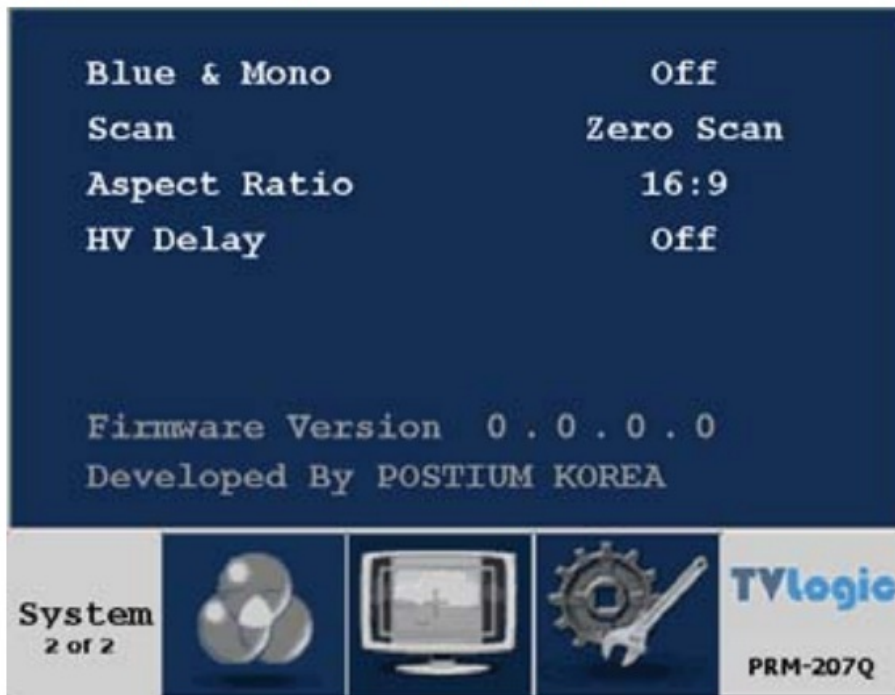 Blue & Mono Off
Scan Zero Scan
Aspect Ratio 16:9
HV Delay Off
Firmware Version 0.0.0.0
Developed By POSTIUM KOREA
System
2 of 2
TVlogic
PRM-207Q